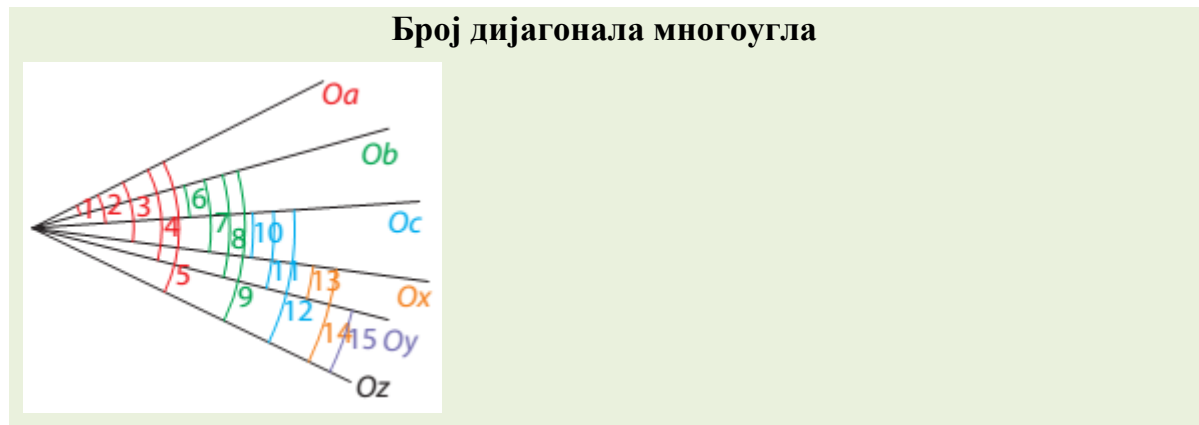 Број дијагонала многоугла
Oa
Ob
1 2 3 6
4 7 8 10 Oc
5 11 13
9 12 Ox
14 15 Oy
Oz